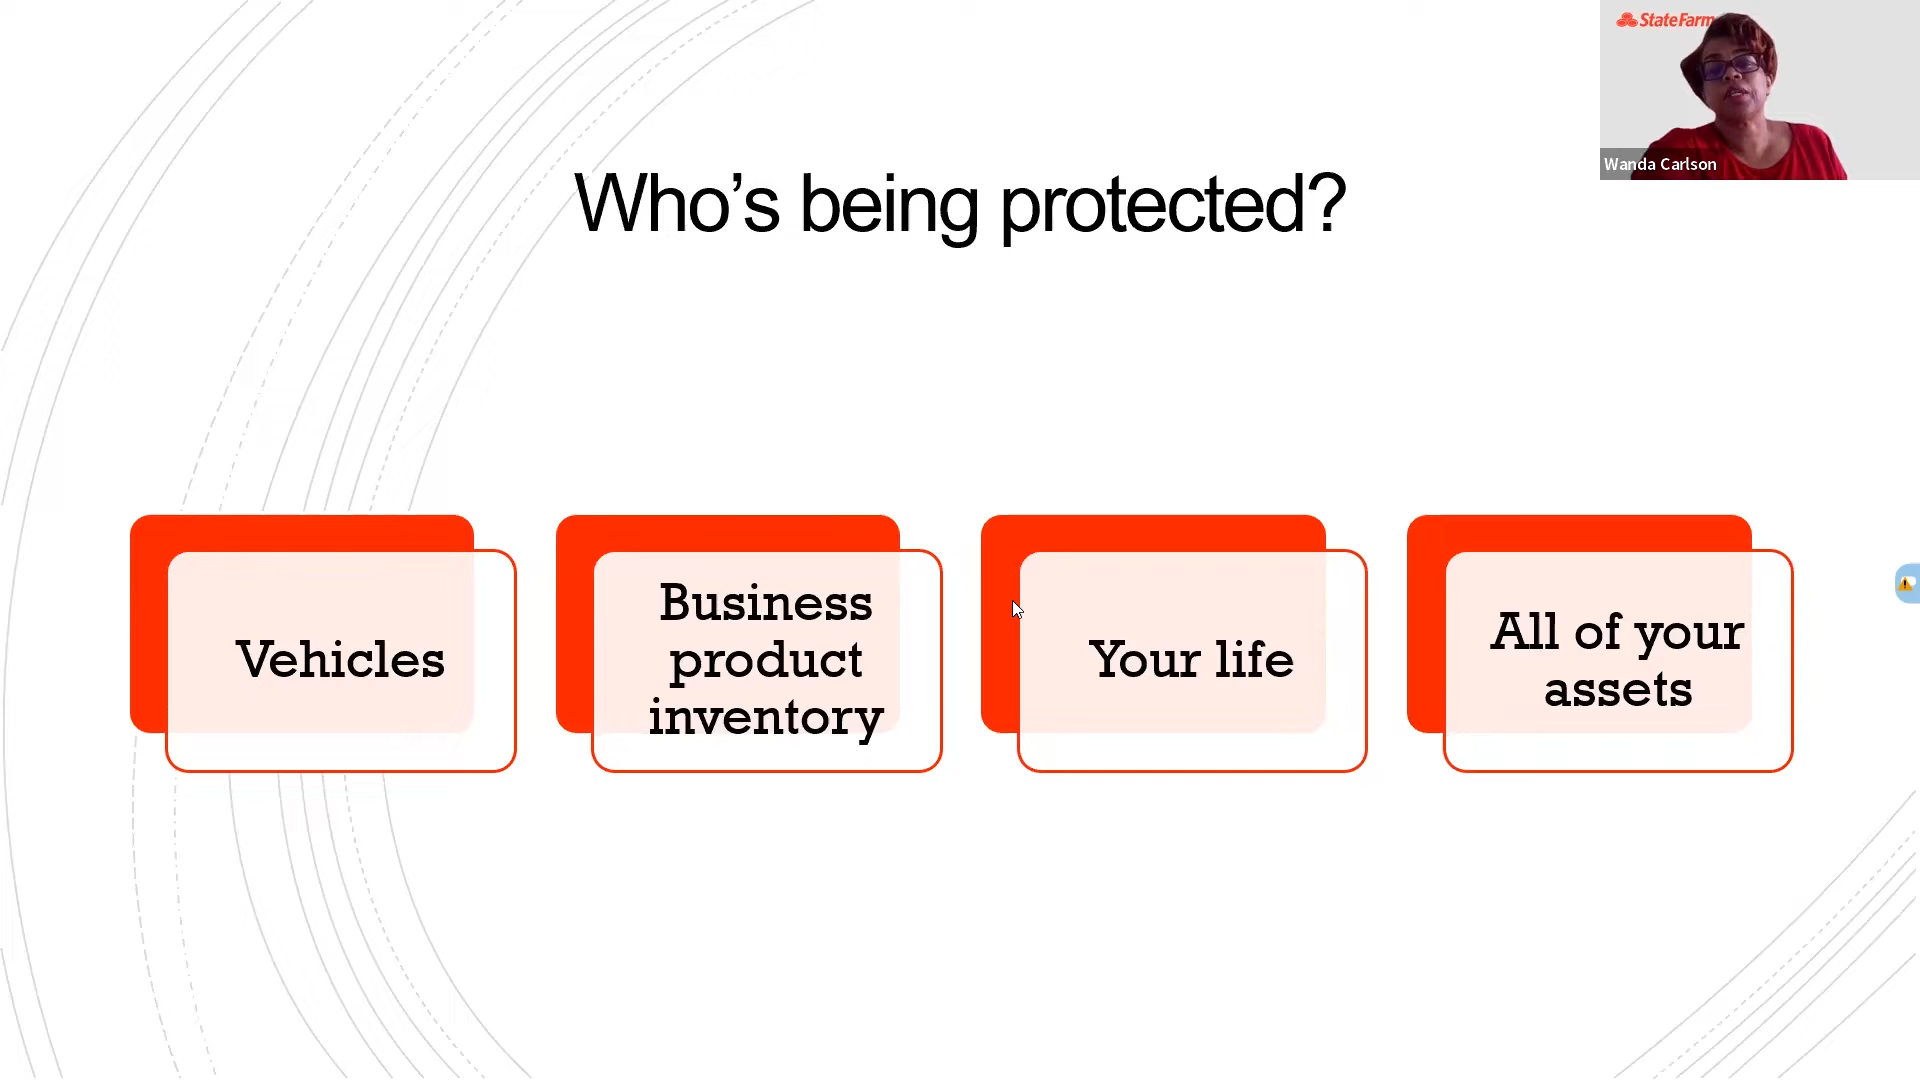 StateFarm
Wanda Carlson
Who’s being protected?
Vehicles
Business
product
inventory
Your life
All of your
assets